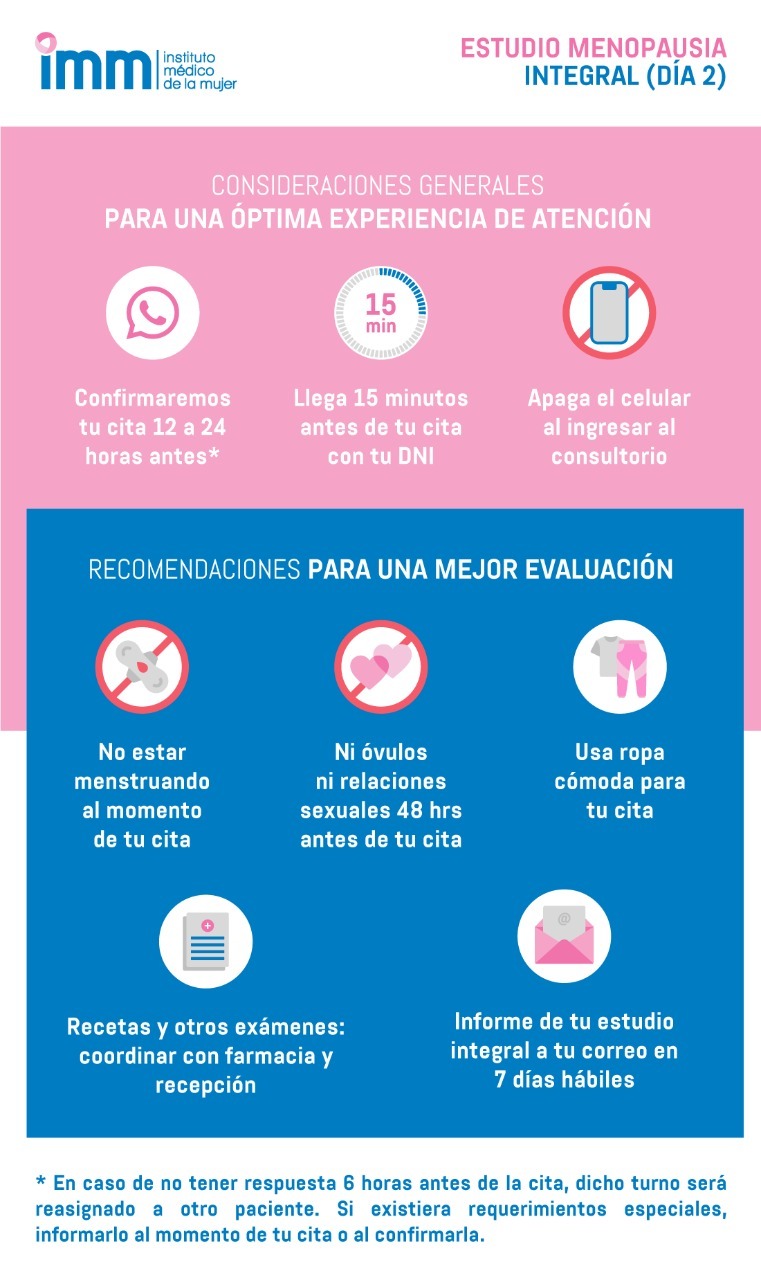 imm instituto
médico
de la mujer
ESTUDIO MENOPAUSIA
INTEGRAL (DÍA 2)
CONSIDERACIONES GENERALES
PARA UNA ÓPTIMA EXPERIENCIA DE ATENCIÓN
Confirmaremos
tu cita 12 a 24
horas antes*
15
min
Llega 15 minutos
antes de tu cita
con tu DNI
Apaga el celular
al ingresar al
consultorio
RECOMENDACIONES PARA UNA MEJOR EVALUACIÓN
No estar
menstruando
al momento
de tu cita
Ni óvulos
ni relaciones
sexuales 48 hrs
antes de tu cita
Usa ropa
cómoda para
tu cita
Recetas y otros exámenes:
coordinar con farmacia y
recepción
@
Informe de tu estudio
integral a tu correo en
7 días hábiles
* En caso de no tener respuesta 6 horas antes de la cita, dicho turno será
reasignado a otro paciente. Si existiera requerimientos especiales,
informarlo al momento de tu cita o al confirmarla.